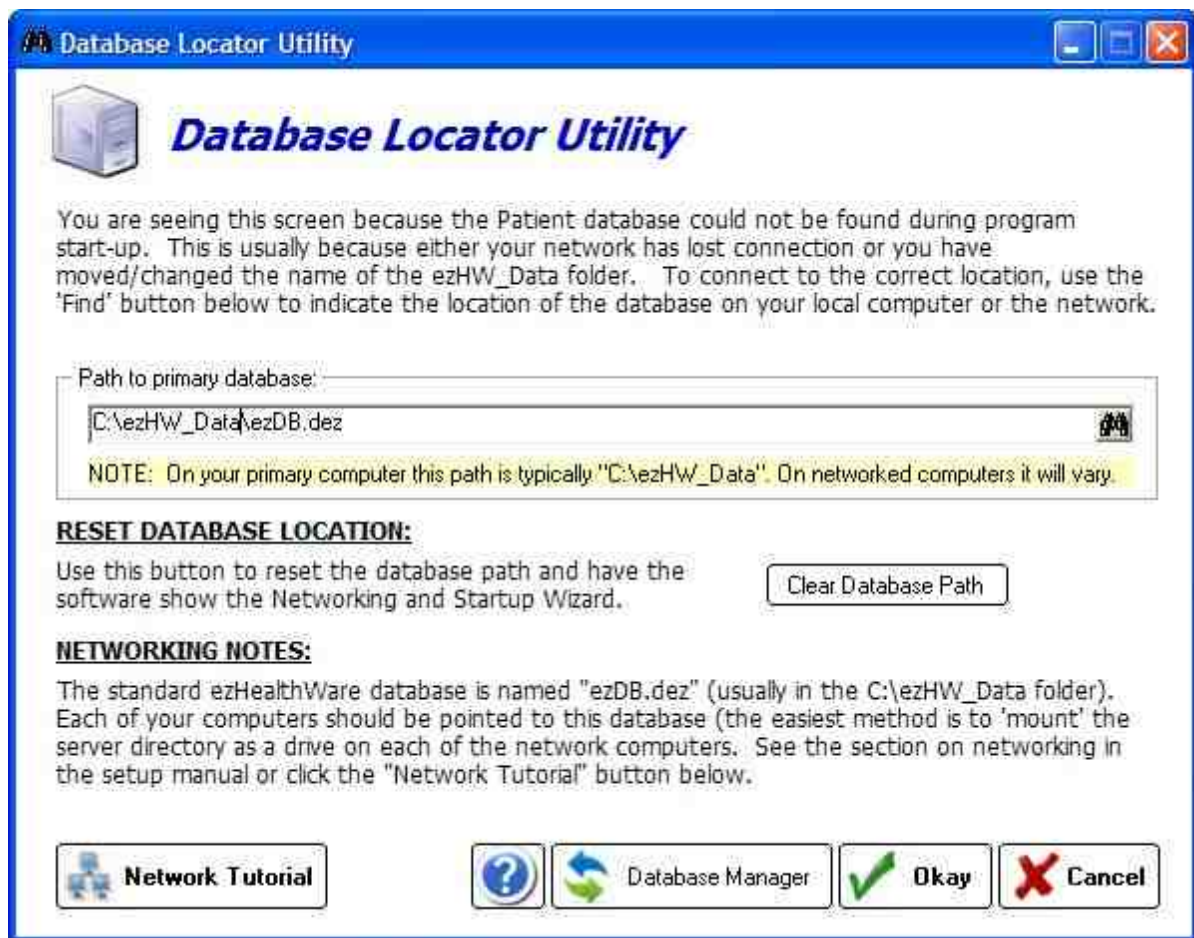 Database Locator Utility
Database Locator Utility
You are seeing this screen because the Patient database could not be found during program
start-up.  This is usually because either your network has lost connection or you have
moved/changed the name of the ezHW_Data folder.   To connect to the correct location, use the
'Find' button below to indicate the location of the database on your local computer or the network.
Path to primary database:
C:\ezHW_Data\ezDB.dez
NOTE:  On your primary computer this path is typically "C:\ezHW_Data". On networked computers it will vary.
RESET DATABASE LOCATION:
Use this button to reset the database path and have the
software show the Networking and Startup Wizard.
Clear Database Path
NETWORKING NOTES:
The standard ezHealthWare database is named "ezDB.dez" (usually in the C:\ezHW_Data folder).
Each of your computers should be pointed to this database (the easiest method is to 'mount' the
server directory as a drive on each of the network computers.  See the section on networking in
the setup manual or click the "Network Tutorial" button below.
Network Tutorial
?
Database Manager
Okay
Cancel